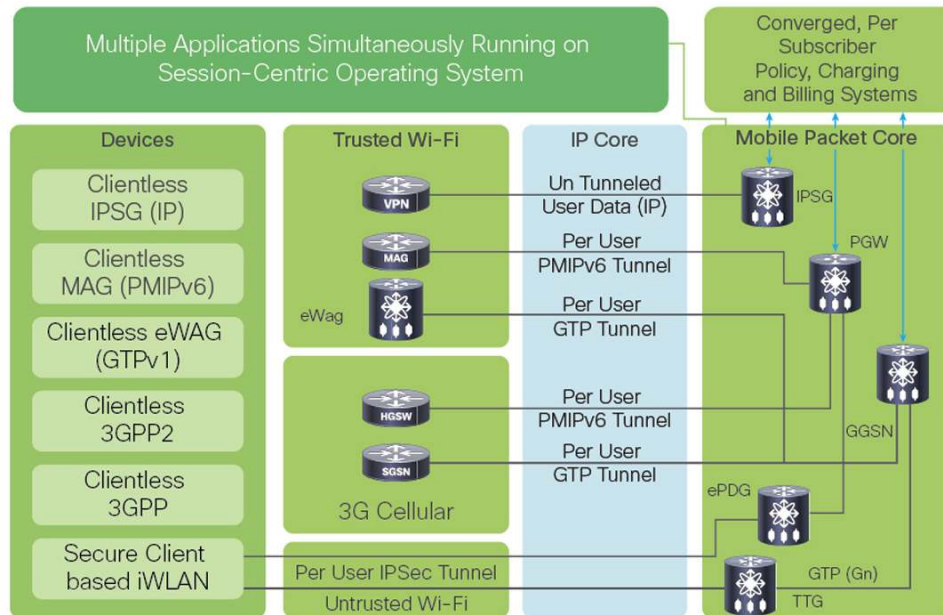 Multiple Applications Simultaneously Running on
Session-Centric Operating System
Converged, Per
Subscriber
Policy, Charging
and Billing Systems
Devices
Clientless
IPSG (IP)
Clientless
MAG (PMIPv6)
Clientless eWAG
(GTPv1)
Clientless
3GPP2
Clientless
3GPP
Secure Client
based iWLAN
Trusted Wi-Fi
VPN
MAG
eWag
HGSW
SGSN
3G Cellular
Per User IPSec Tunnel
Untrusted Wi-Fi
IP Core
Un Tunneled
User Data (IP)
Per User
PMIPv6 Tunnel
Per User
GTP Tunnel
Per User
PMIPv6 Tunnel
Per User
GTP Tunnel
Mobile Packet Core
IPSG
PGW
GGSN
ePDG
GTP (Gn)
TTG